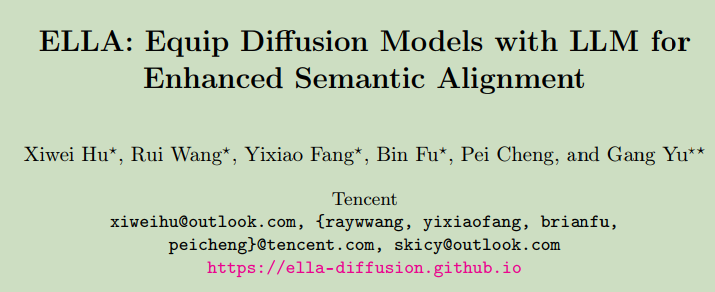 ELLA: Equip Diffusion Models with LLM for
Enhanced Semantic Alignment
Xiwei Hu⋆, Rui Wang⋆, Yixiao Fang⋆, Bin Fu⋆, Pei Cheng, and Gang Yu⋆⋆
Tencent
xiweihu@outlook.com, {raywwang, yixiaofang, brianfu,
peicheng}@tencent.com, skicy@outlook.com
https://ella-diffusion.github.io